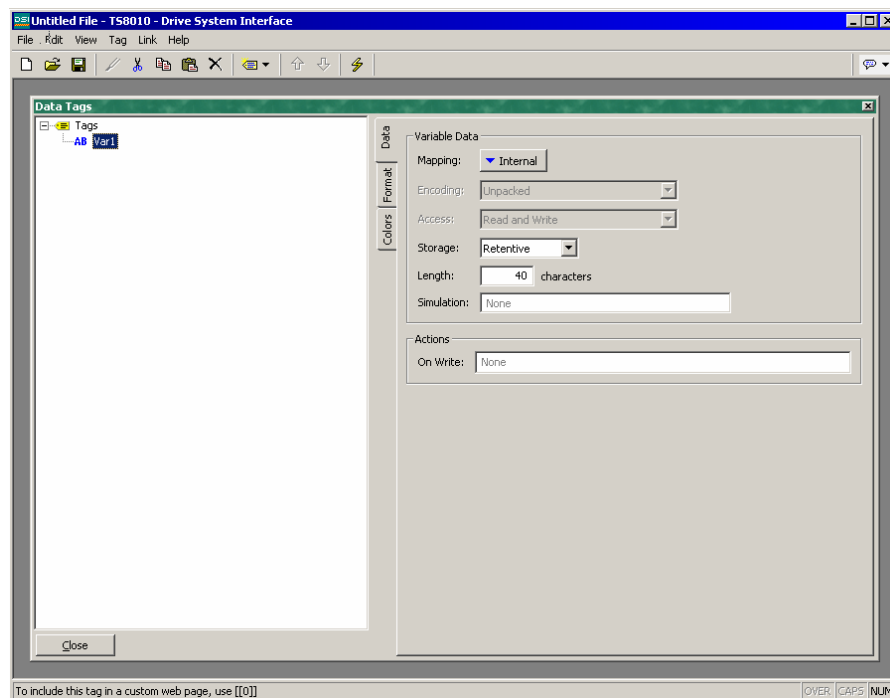 DSI Untitled File - TS8010 - Drive System Interface
File Edit View Tag Link Help
Data Tags
Tags
AB Var1
Data
Format
Colors
Variable Data
Mapping: Internal
Encoding: Unpacked
Access: Read and Write
Storage: Retentive
Length: 40 characters
Simulation: None
Actions
On Write: None
Close
To include this tag in a custom web page, use [[0]]
OVER CAPS NUM